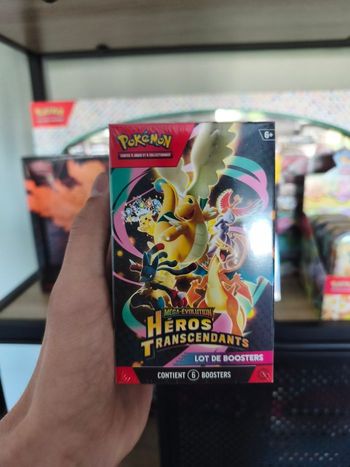 POKÉMON
CARTES À JOUER ET À COLLECTIONNER
6+
MÉGA-ÉVOLUTION
HÉROS
TRANSCENDANTS
LOT DE BOOSTERS
CONTIENT 6 BOOSTERS